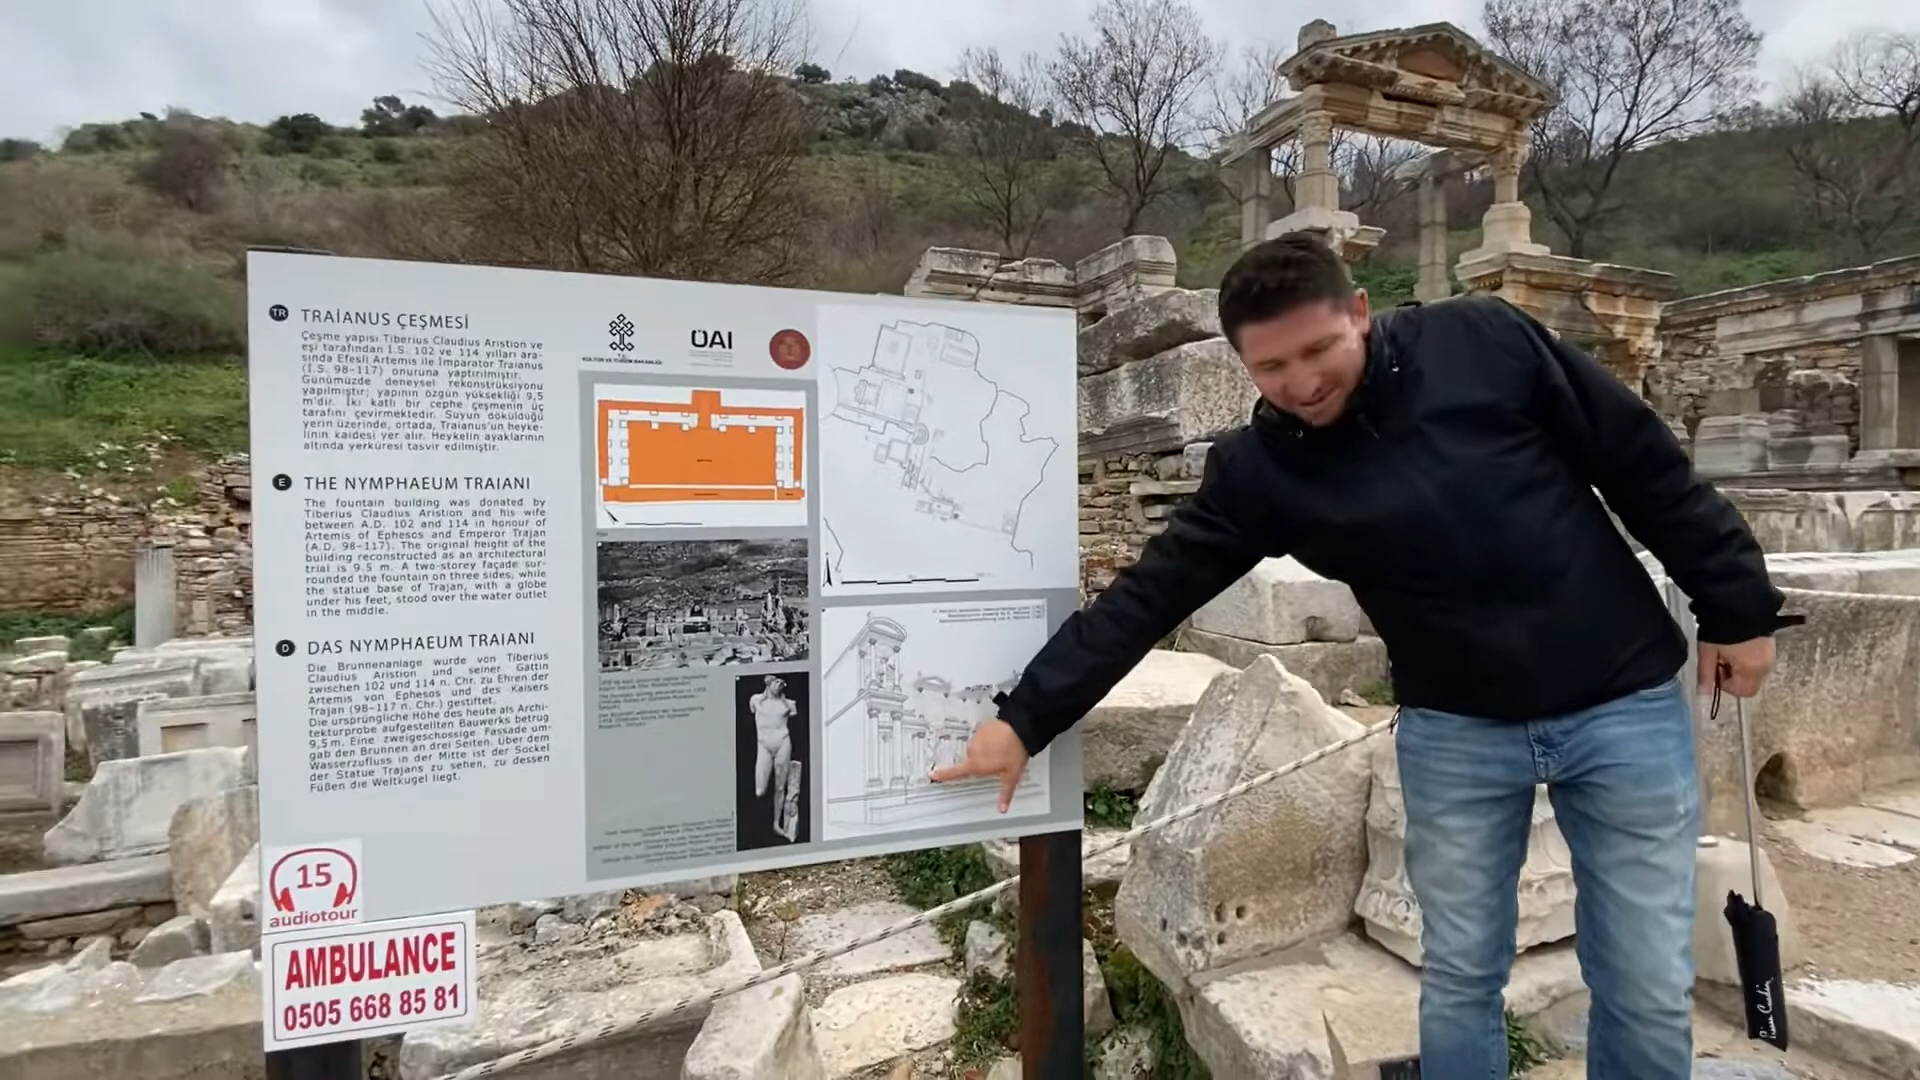 TR TRAİANUS ÇEŞMESİ
Çeşme yapısı Tiberius Claudius Aristion ve
eşi tarafından İ.S. 102 ve 114 yılları ara-
sında Efesli Artemis ile İmparator Traianus
(İ.S. 98–117) onuruna yaptırılmıştır.
Günümüzde deneysel rekonstrüksiyonu
yapılmıştır; yapının özgün yüksekliği 9,5
m'dir. İki katlı bir cephe çeşmenin üç
tarafını çevirmektedir. Suyun döküldüğü
yerin üzerinde, ortada, Traianus'un heyke-
linin kaidesi yer alır. Heykelin ayaklarının
altında yerküresi tasvir edilmiştir.
E THE NYMPHAEUM TRAIANI
The fountain building was donated by
Tiberius Claudius Aristion and his wife
between A.D. 102 and 114 in honour of
Artemis of Ephesos and Emperor Trajan
(A.D. 98–117). The original height of the
building reconstructed as an architectural
trial is 9.5 m. A two-storey façade sur-
rounded the fountain on three sides, while
the statue base of Trajan, with a globe
under his feet, stood over the water outlet
in the middle.
D DAS NYMPHAEUM TRAIANI
Die Brunnenanlage wurde von Tiberius
Claudius Aristion und seiner Gattin
zwischen 102 und 114 n. Chr. zu Ehren der
Artemis von Ephesos und des Kaisers
Trajan (98–117 n. Chr.) gestiftet.
Die ursprüngliche Höhe des heute als Archi-
tekturprobe aufgestellten Bauwerks betrug
9,5 m. Eine zweigeschossige Fassade um-
gab den Brunnen an drei Seiten. Über dem
Wasserzufluss in der Mitte ist der Sockel
der Statue Trajans zu sehen, zu dessen
Füßen die Weltkugel liegt.
T.C.
KÜLTÜR VE TURİZM BAKANLIĞI
ÖAI
15
audiotour
AMBULANCE
0505 668 85 81
Pierre Cardin